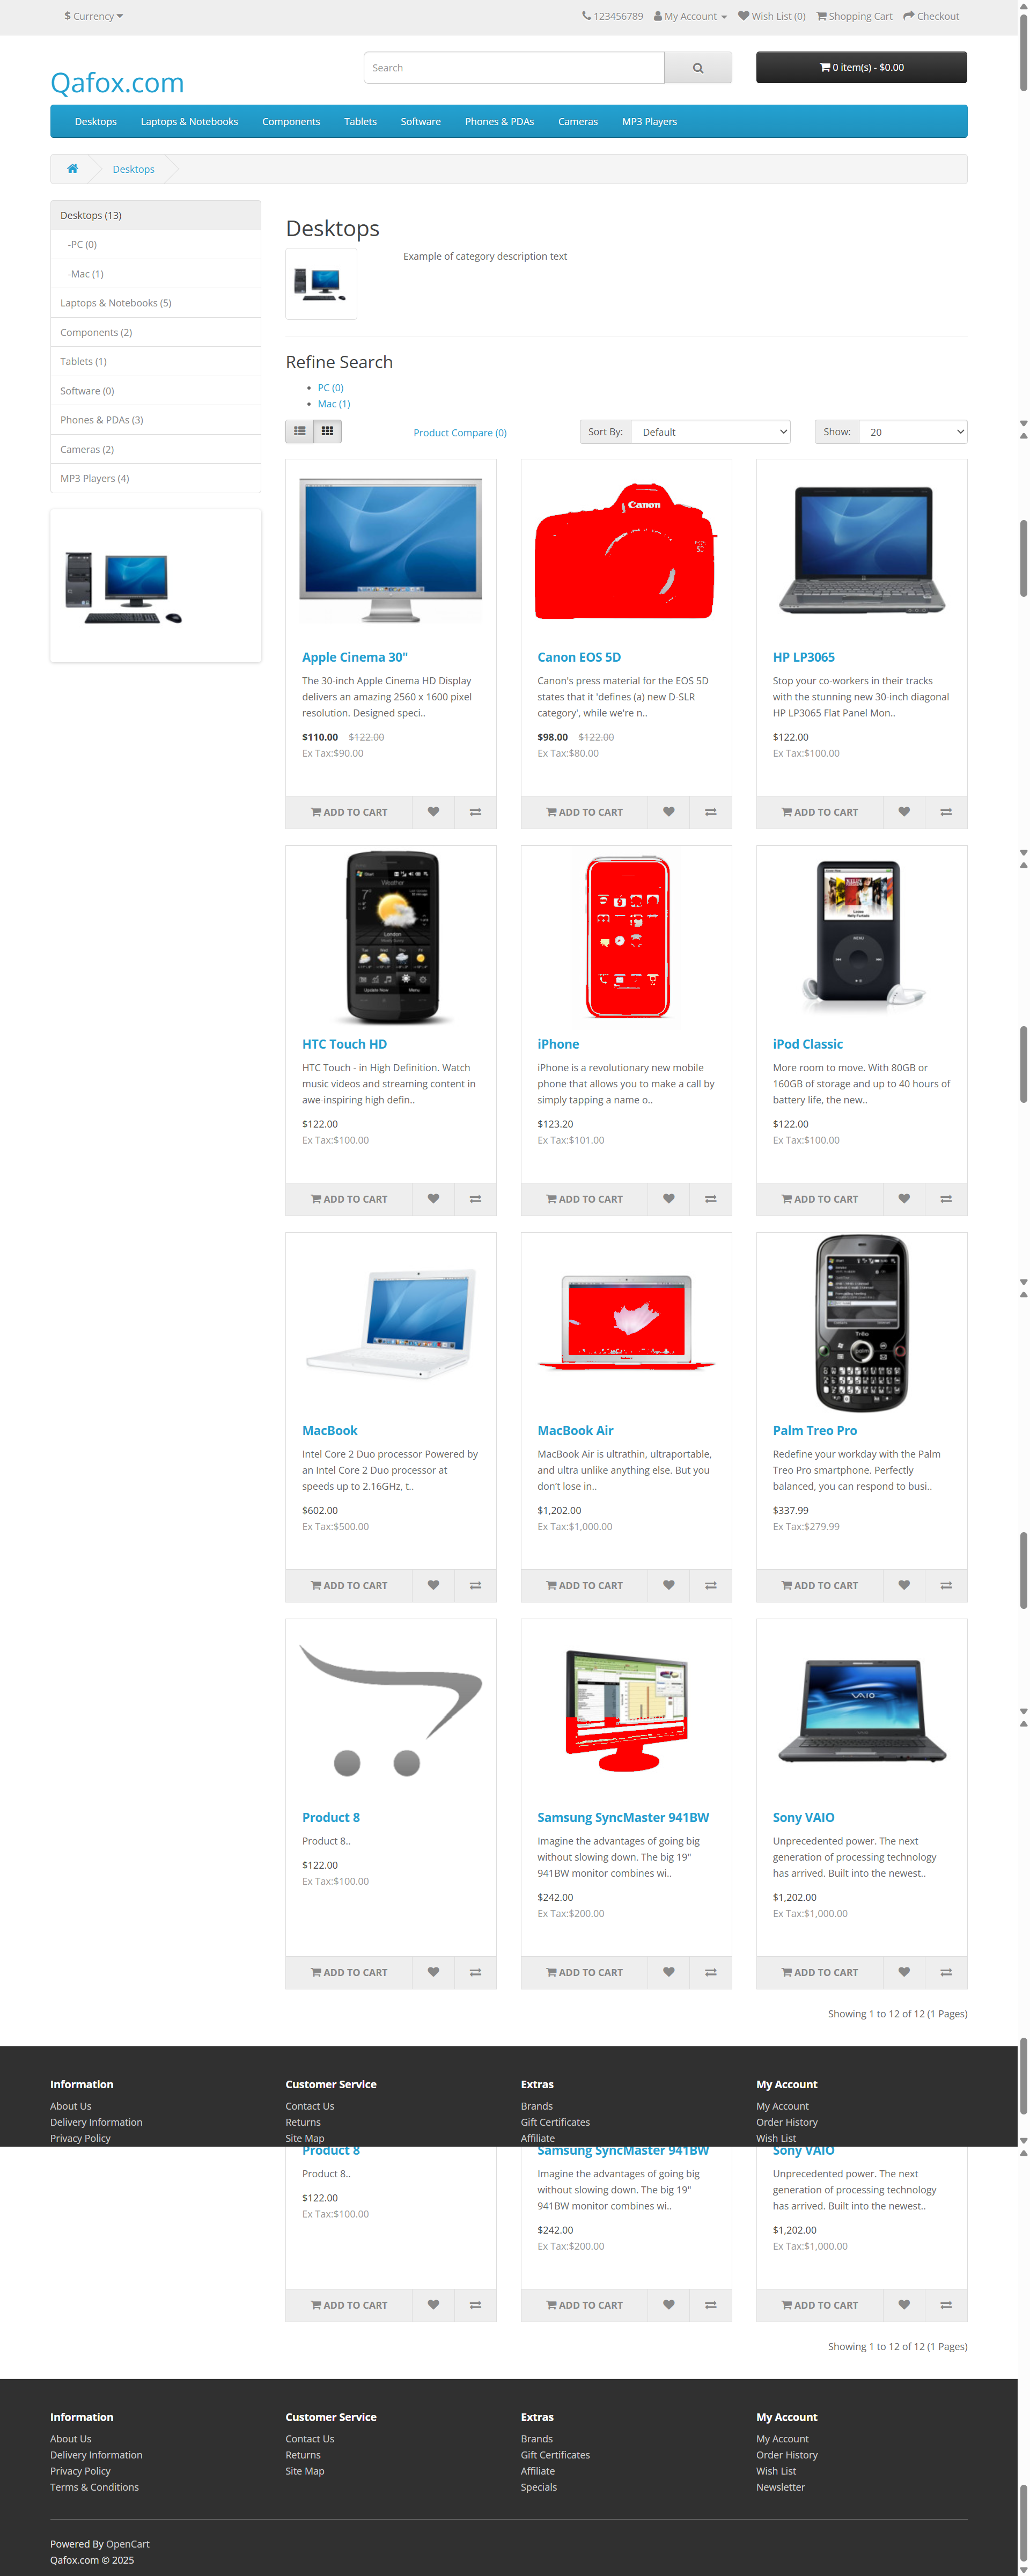 $ Currency
123456789 My Account Wish List (0) Shopping Cart Checkout
Qafox.com
Search
0 item(s) - $0.00
Desktops Laptops & Notebooks Components Tablets Software Phones & PDAs Cameras MP3 Players
Desktops
Desktops (13)
-PC (0)
-Mac (1)
Laptops & Notebooks (5)
Components (2)
Tablets (1)
Software (0)
Phones & PDAs (3)
Cameras (2)
MP3 Players (4)
Desktops
Example of category description text
Refine Search
PC (0)
Mac (1)
Product Compare (0)
Sort By: Default
Show: 20
Canon
Apple Cinema 30"
The 30-inch Apple Cinema HD Display
delivers an amazing 2560 x 1600 pixel
resolution. Designed speci..
$110.00 $122.00
Ex Tax:$90.00
ADD TO CART
Canon EOS 5D
Canon's press material for the EOS 5D
states that it 'defines (a) new D-SLR
category', while we're n..
$98.00 $122.00
Ex Tax:$80.00
ADD TO CART
HP LP3065
Stop your co-workers in their tracks
with the stunning new 30-inch diagonal
HP LP3065 Flat Panel Mon..
$122.00
Ex Tax:$100.00
ADD TO CART
Start
Weather
London
Update Now Menu
HTC Touch HD
HTC Touch - in High Definition. Watch
music videos and streaming content in
awe-inspiring high defin..
$122.00
Ex Tax:$100.00
ADD TO CART
iPhone
iPhone is a revolutionary new mobile
phone that allows you to make a call by
simply tapping a name o..
$123.20
Ex Tax:$101.00
ADD TO CART
MENU
iPod Classic
More room to move. With 80GB or
160GB of storage and up to 40 hours of
battery life, the new..
$122.00
Ex Tax:$100.00
ADD TO CART
MacBook
Intel Core 2 Duo processor Powered by
an Intel Core 2 Duo processor at
speeds up to 2.16GHz, t..
$602.00
Ex Tax:$500.00
ADD TO CART
MacBook Air
MacBook Air is ultrathin, ultraportable,
and ultra unlike anything else. But you
don't lose in..
$1,202.00
Ex Tax:$1,000.00
ADD TO CART
Treo
Palm Treo Pro
Redefine your workday with the Palm
Treo Pro smartphone. Perfectly
balanced, you can respond to busi..
$337.99
Ex Tax:$279.99
ADD TO CART
Product 8
Product 8..
$122.00
Ex Tax:$100.00
ADD TO CART
Samsung SyncMaster 941BW
Imagine the advantages of going big
without slowing down. The big 19"
941BW monitor combines wi..
$242.00
Ex Tax:$200.00
ADD TO CART
VAIO
Sony VAIO
Unprecedented power. The next
generation of processing technology
has arrived. Built into the newest..
$1,202.00
Ex Tax:$1,000.00
ADD TO CART
Showing 1 to 12 of 12 (1 Pages)
Information
About Us
Delivery Information
Privacy Policy
Customer Service
Contact Us
Returns
Site Map
Extras
Brands
Gift Certificates
Affiliate
My Account
My Account
Order History
Wish List
Product 8
Product 8..
$122.00
Ex Tax:$100.00
ADD TO CART
Samsung SyncMaster 941BW
Imagine the advantages of going big
without slowing down. The big 19"
941BW monitor combines wi..
$242.00
Ex Tax:$200.00
ADD TO CART
Sony VAIO
Unprecedented power. The next
generation of processing technology
has arrived. Built into the newest..
$1,202.00
Ex Tax:$1,000.00
ADD TO CART
Showing 1 to 12 of 12 (1 Pages)
Information
About Us
Delivery Information
Privacy Policy
Terms & Conditions
Customer Service
Contact Us
Returns
Site Map
Extras
Brands
Gift Certificates
Affiliate
Specials
My Account
My Account
Order History
Wish List
Newsletter
Powered By OpenCart
Qafox.com © 2025